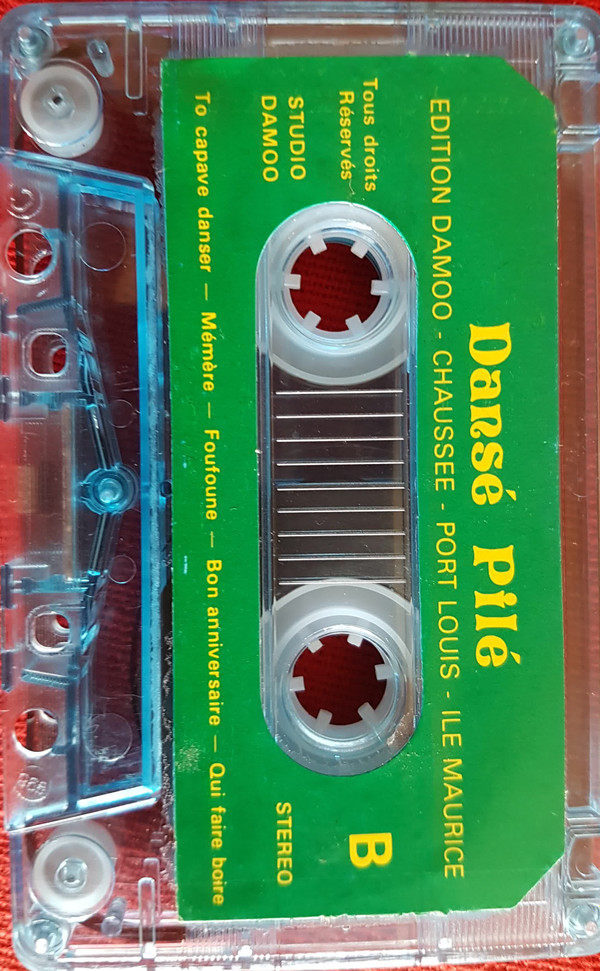 Dansé Pilé
EDITION DAMOO - CHAUSSEE - PORT LOUIS - ILE MAURICE
Tous droits
Réservés
B
STUDIO
DAMOO
STEREO
To capave danser — Mémère — Foufoune — Bon anniversaire — Qui faire boire